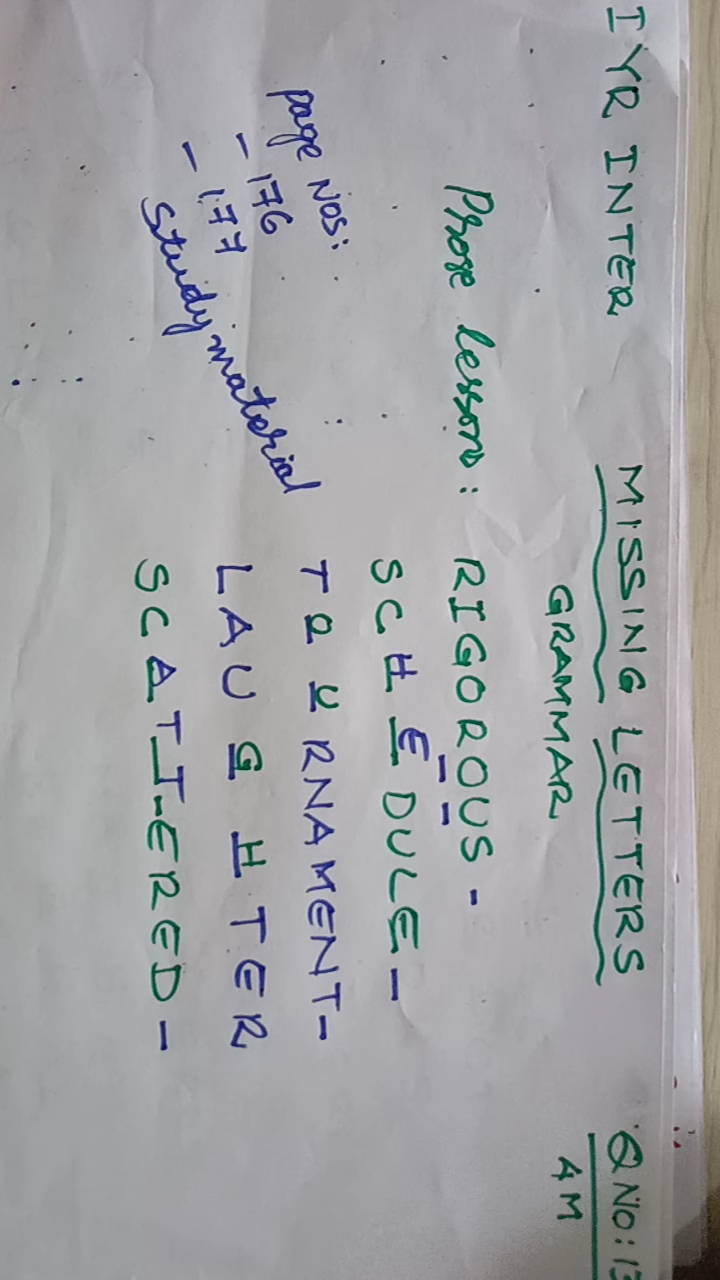 I YR INTER MISSING LETTERS Q NO: 13
GRAMMAR 4M
Prose lessons: RIGOROUS -
SCHEDULE -
page Nos: TOURNAMENT -
- 176 LAUGHTER
- 177 SCATTERED -
Study material